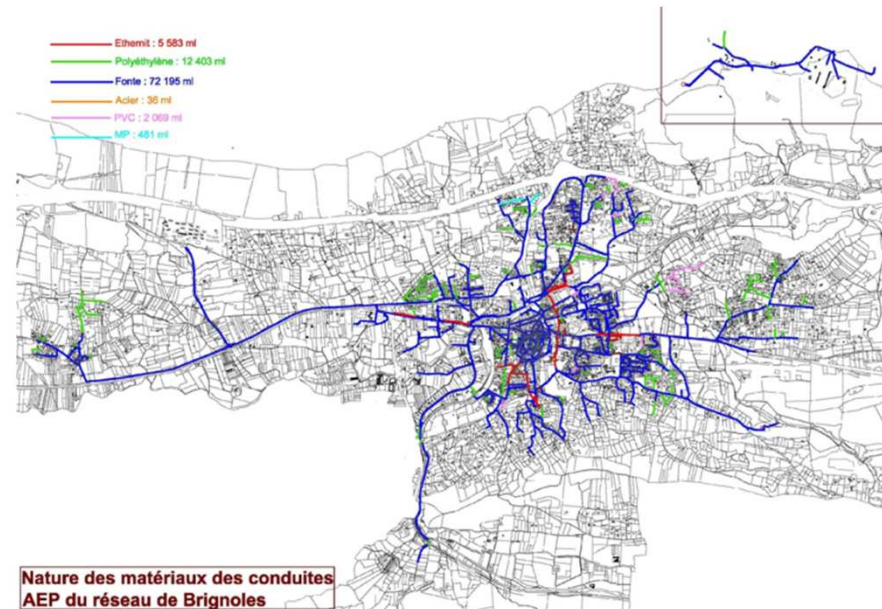 Ethernit : 5 583 ml
Polyéthylène : 12 403 ml
Fonte : 72 195 ml
Acier : 36 ml
PVC : 2 069 ml
MP : 481 ml
Nature des matériaux des conduites
AEP du réseau de Brignoles